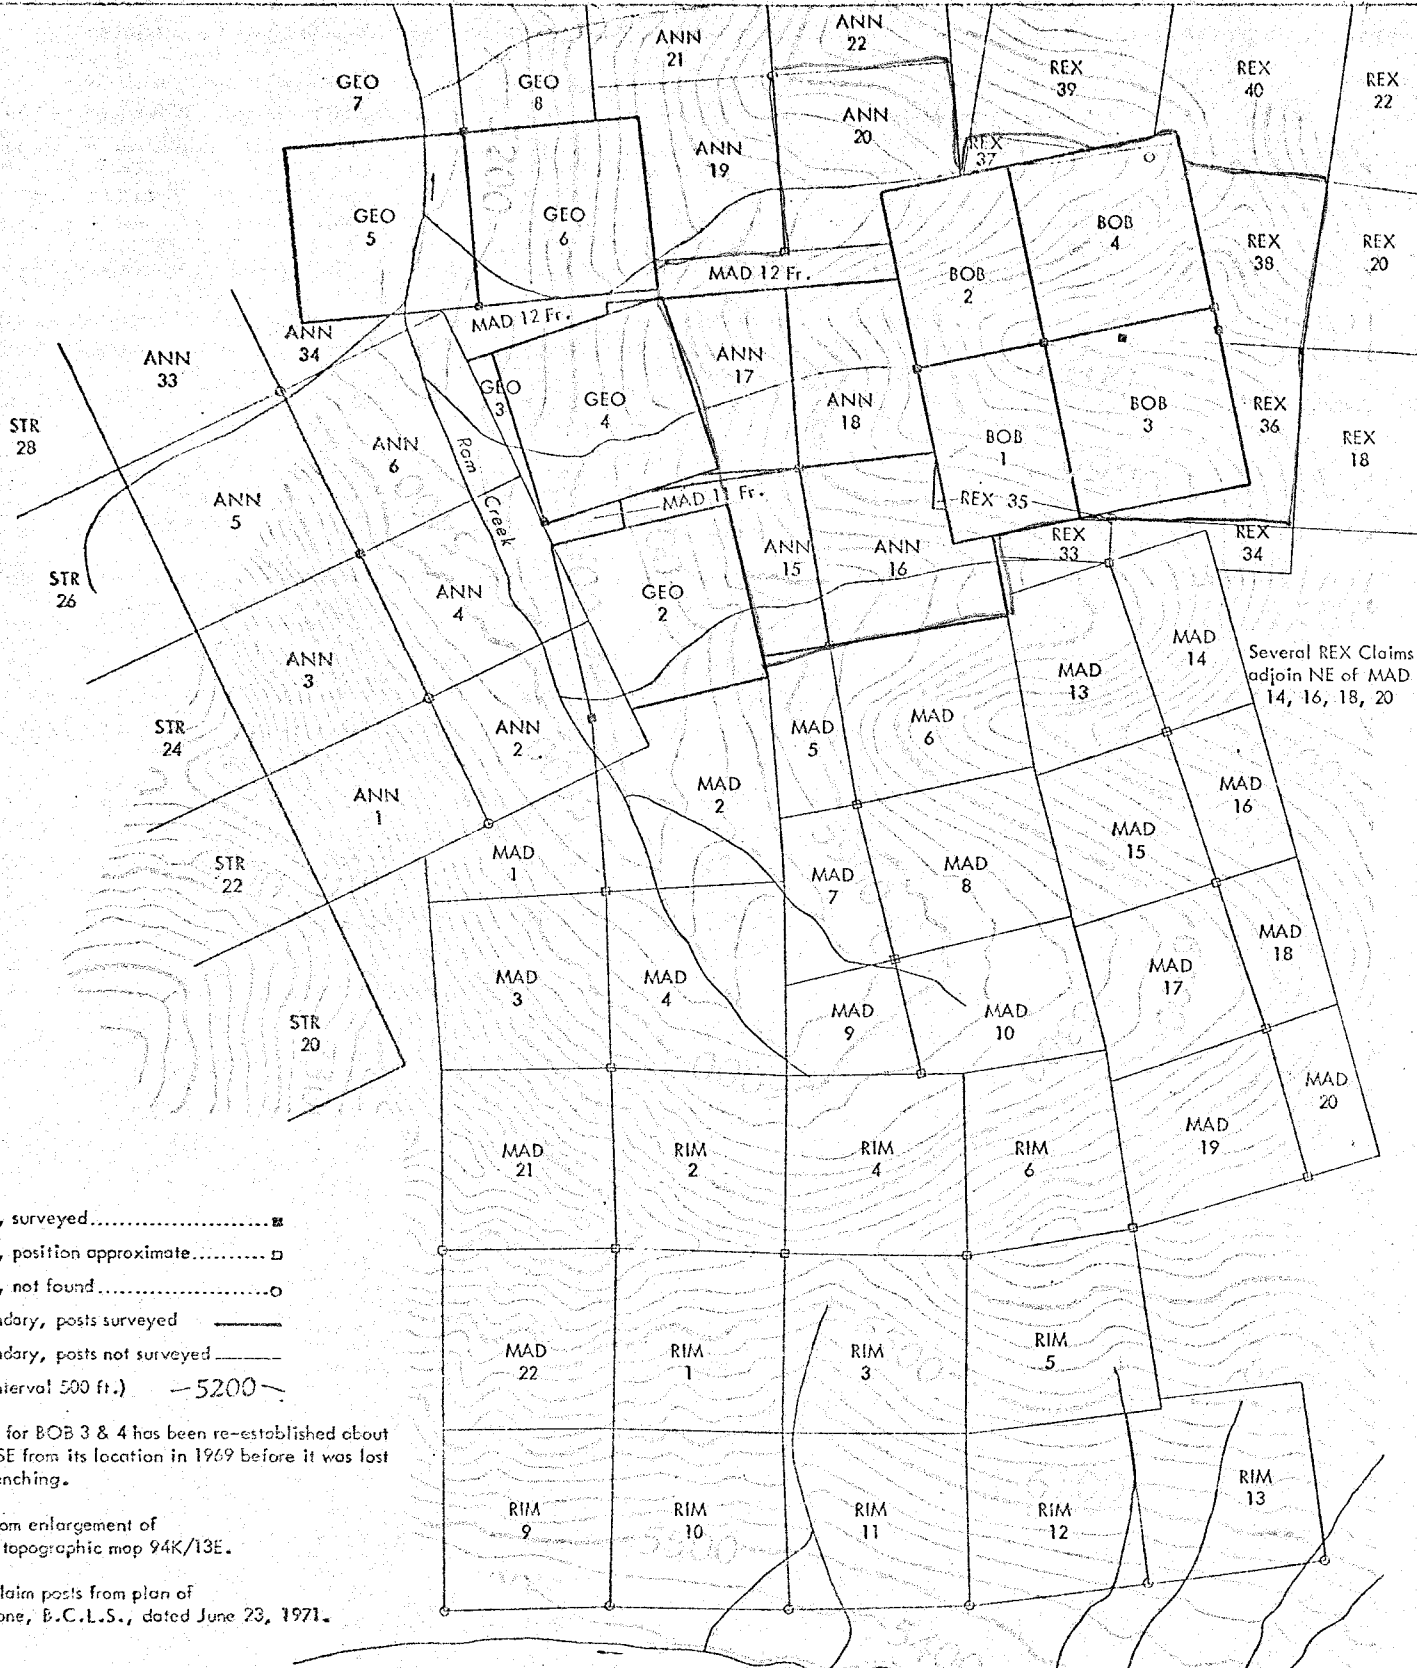 ANN
21
ANN
22
GEO
7
GEO
8
REX
39
REX
40
REX
22
ANN
20
ANN
19
REX
37
GEO
5
GEO
6
BOB
4
REX
38
REX
20
MAD 12 Fr.
BOB
2
MAD 12 Fr.
ANN
34
ANN
33
ANN
17
GEO
3
GEO
4
ANN
18
BOB
3
REX
36
STR
28
ANN
6
BOB
1
REX
18
Ram
Creek
ANN
5
MAD 11 Fr.
REX 35
REX
33
REX
34
ANN
15
ANN
16
STR
26
ANN
4
GEO
2
MAD
14
Several REX Claims
adjoin NE of MAD
14, 16, 18, 20
ANN
3
MAD
13
STR
24
ANN
2
MAD
5
MAD
6
MAD
2
ANN
1
MAD
16
MAD
15
STR
22
MAD
1
MAD
7
MAD
8
MAD
18
MAD
3
MAD
4
MAD
17
STR
20
MAD
9
MAD
10
MAD
20
MAD
21
RIM
2
RIM
4
RIM
6
MAD
19
, surveyed
, position approximate
, not found
ndary, posts surveyed
ndary, posts not surveyed
nterval 500 ft.) 5200
MAD
22
RIM
1
RIM
3
RIM
5
for BOB 3 & 4 has been re-established about
SE from its location in 1969 before it was lost
enching.
RIM
9
RIM
10
RIM
11
RIM
12
RIM
13
om enlargement of
topographic map 94K/13E.
laim posts from plan of
one, B.C.L.S., dated June 23, 1971.